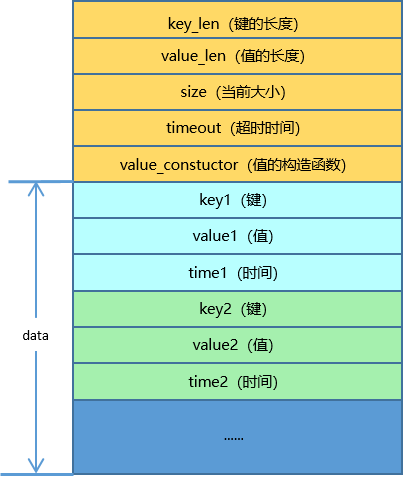 key_len（键的长度）
value_len（值的长度）
size（当前大小）
timeout（超时时间）
value_constuctor（值的构造函数）
key1（键）
value1（值）
time1（时间）
key2（键）
data
value2（值）
time2（时间）
......